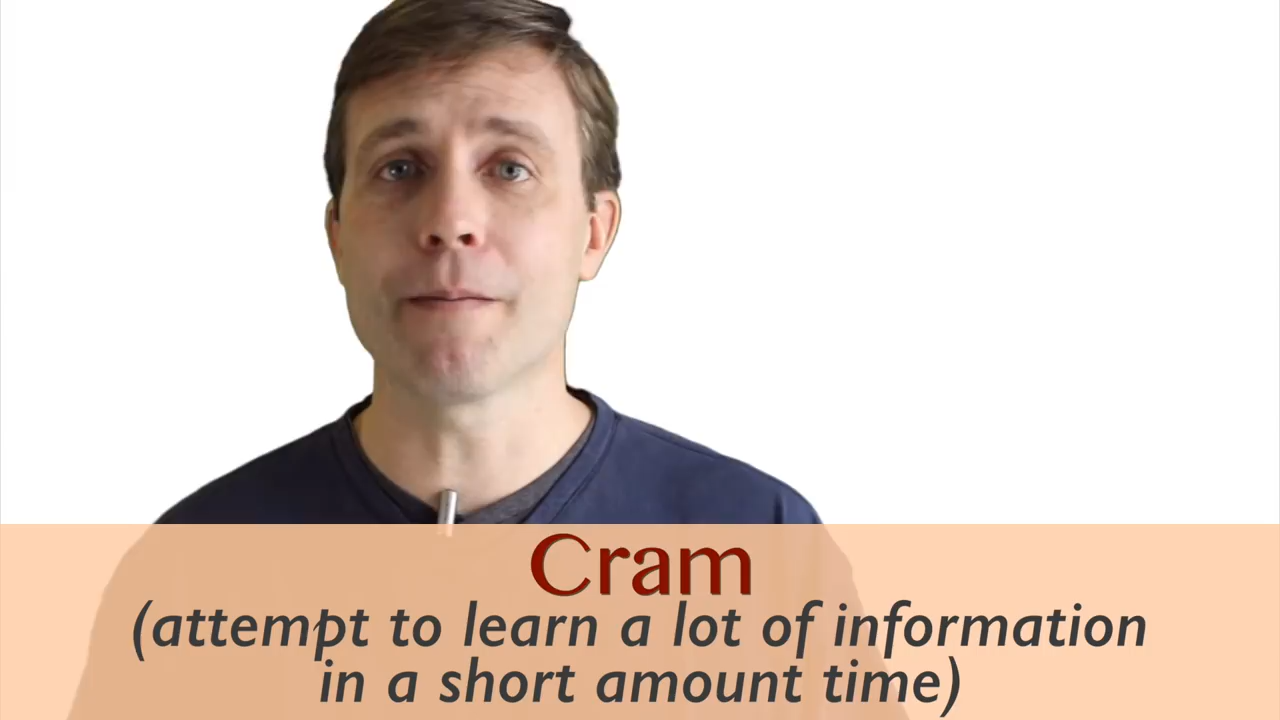 Cram
(attempt to learn a lot of information
in a short amount time)